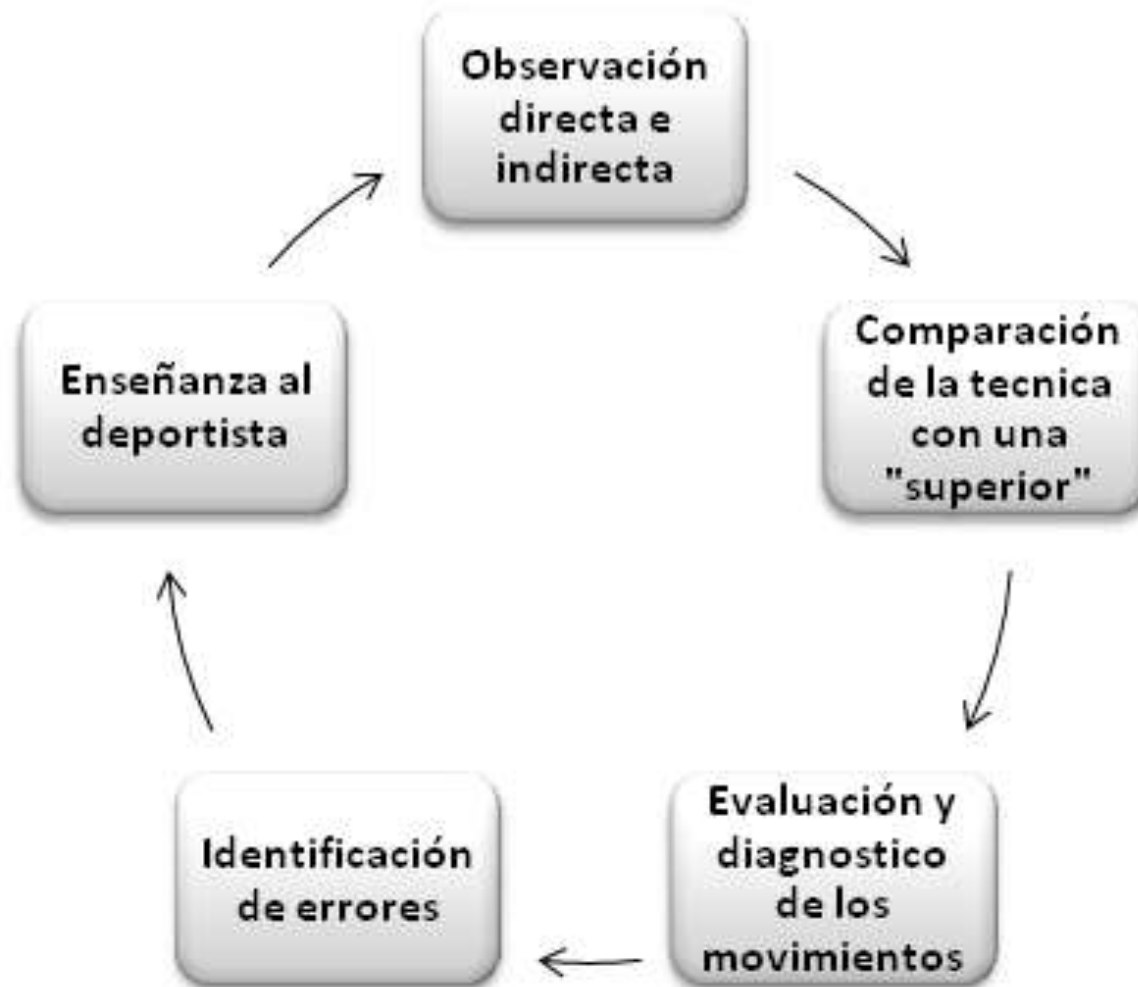 Observación
directa e
indirecta
Comparación
de la tecnica
con una
"superior"
Evaluación y
diagnostico
de los
movimientos
Identificación
de errores
Enseñanza al
deportista